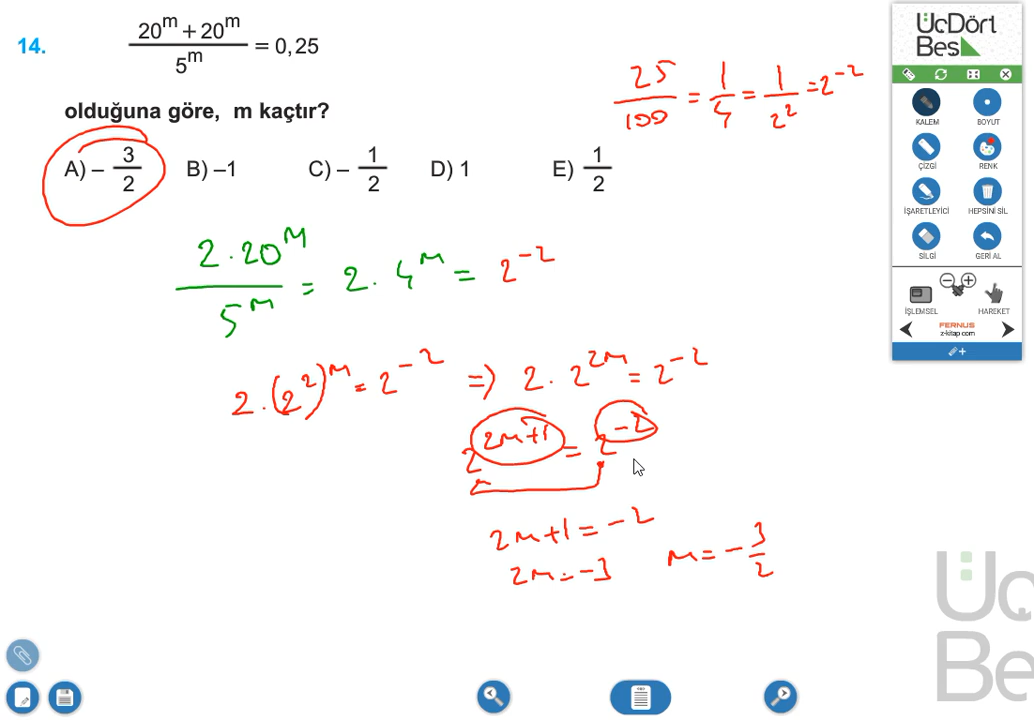 14.
20^m + 20^m / 5^m = 0,25
olduğuna göre, m kaçtır?
A) – 3/2 B) –1 C) – 1/2 D) 1 E) 1/2
25/100 = 1/4 = 1/2² = 2⁻²
2 · 20^m / 5^m = 2 · 4^m = 2⁻²
2 · (2²)^m = 2⁻² ⇒ 2 · 2^2m = 2⁻²
2^2m+1 = 2⁻²
2m+1 = -2
2m = -3
m = - 3/2
ÜçDört
Beş
KALEM
BOYUT
ÇİZGİ
RENK
İŞARETLEYİCİ
HEPSİNİ SİL
SİLGİ
GERİ AL
İŞLEMSEL
HAREKET
FERNUS
z-kitap.com